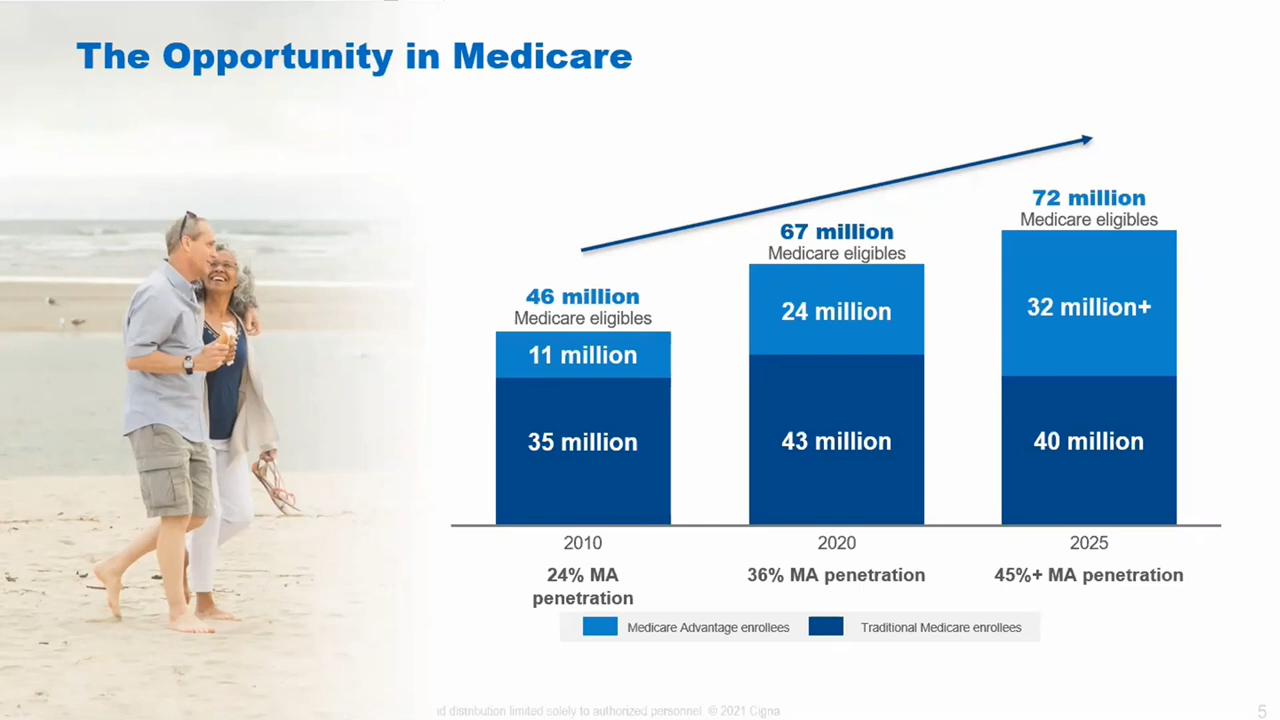 The Opportunity in Medicare
72 million
Medicare eligibles
67 million
Medicare eligibles
46 million
Medicare eligibles
11 million
24 million
32 million+
35 million
43 million
40 million
2010
2020
2025
24% MA
penetration
36% MA penetration
45%+ MA penetration
Medicare Advantage enrollees
Traditional Medicare enrollees
distribution limited solely to authorized personnel. © 2021 Cigna
5